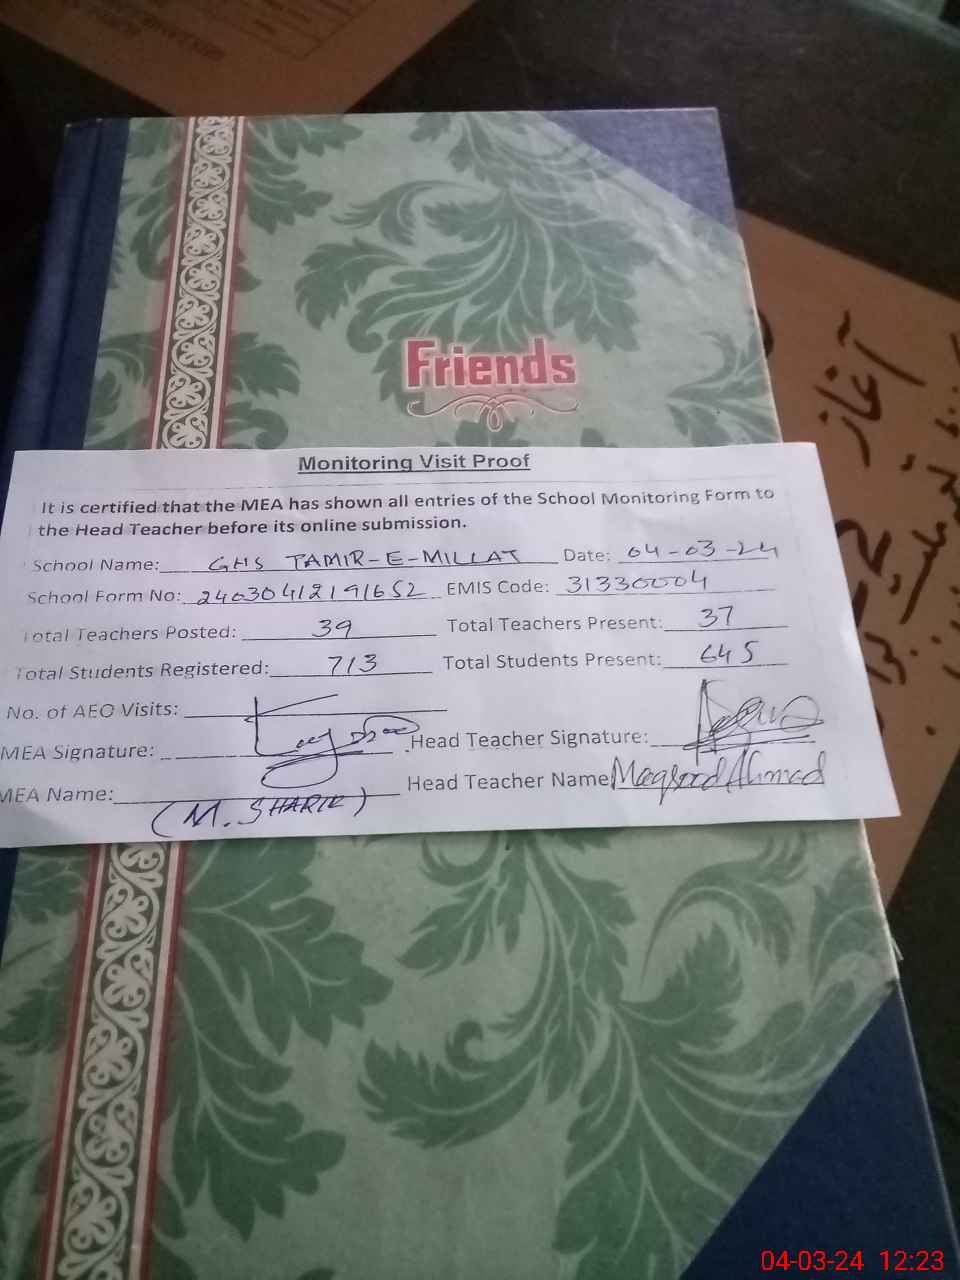 Friends
Monitoring Visit Proof
It is certified that the MEA has shown all entries of the School Monitoring Form to
the Head Teacher before its online submission.
School Name: GHS TAMIR-E-MILLAT Date: 04-03-24
School Form No: 24030412191652 EMIS Code: 31330004
Total Teachers Posted: 39 Total Teachers Present: 37
Total Students Registered: 713 Total Students Present: 645
No. of AEO Visits:
MEA Signature: Head Teacher Signature:
MEA Name: (M. SHARIF) Head Teacher Name Maqsood Ahmad
آغاز
04-03-24 12:23